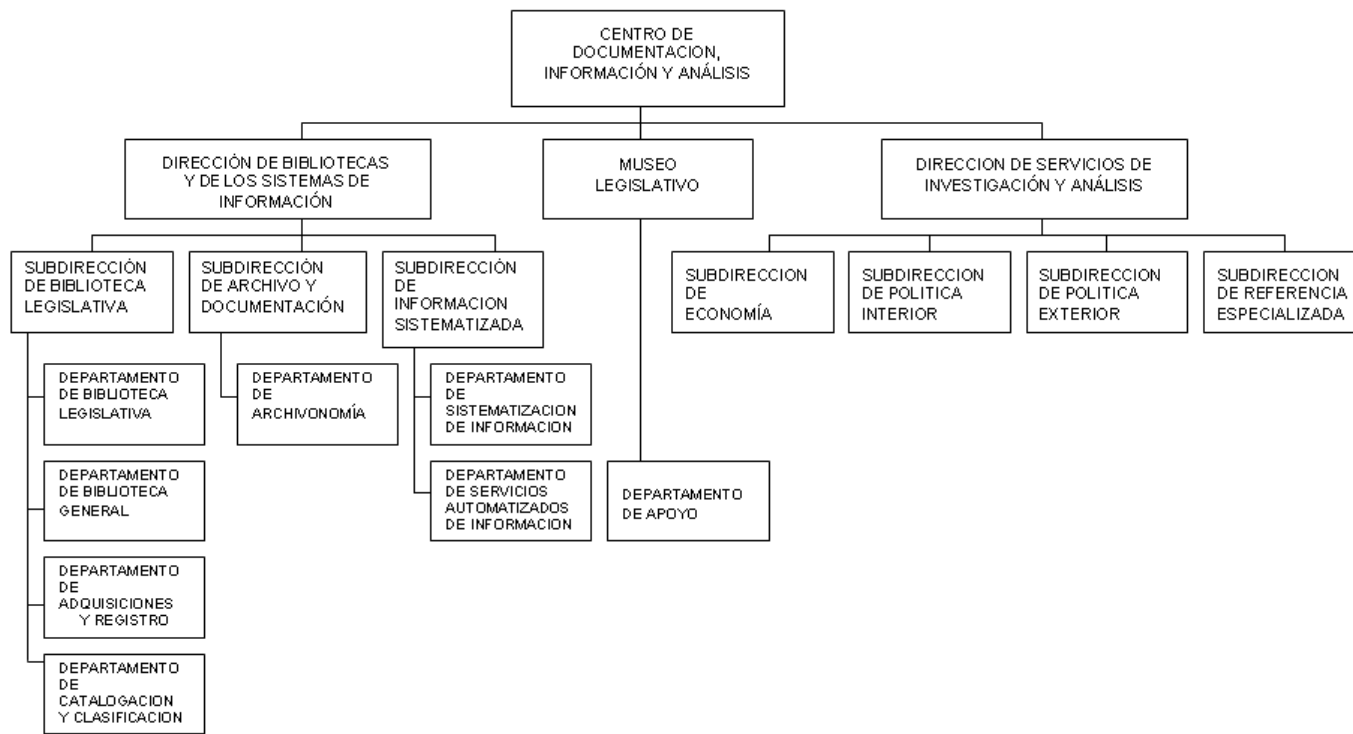 CENTRO DE
DOCUMENTACION,
INFORMACIÓN Y ANÁLISIS
DIRECCIÓN DE BIBLIOTECAS
Y DE LOS SISTEMAS DE
INFORMACIÓN
MUSEO
LEGISLATIVO
DIRECCION DE SERVICIOS DE
INVESTIGACIÓN Y ANÁLISIS
SUBDIRECCIÓN
DE BIBLIOTECA
LEGISLATIVA
SUBDIRECCIÓN
DE ARCHIVO Y
DOCUMENTACIÓN
SUBDIRECCIÓN
DE
INFORMACION
SISTEMATIZADA
SUBDIRECCION
DE
ECONOMÍA
SUBDIRECCION
DE POLITICA
INTERIOR
SUBDIRECCION
DE POLITICA
EXTERIOR
SUBDIRECCION
DE REFERENCIA
ESPECIALIZADA
DEPARTAMENTO
DE BIBLIOTECA
LEGISLATIVA
DEPARTAMENTO
DE
ARCHIVONOMÍA
DEPARTAMENTO
DE
SISTEMATIZACION
DE INFORMACION
DEPARTAMENTO
DE BIBLIOTECA
GENERAL
DEPARTAMENTO
DE SERVICIOS
AUTOMATIZADOS
DE INFORMACION
DEPARTAMENTO
DE APOYO
DEPARTAMENTO
DE
ADQUISICIONES
Y REGISTRO
DEPARTAMENTO
DE
CATALOGACION
Y CLASIFICACION